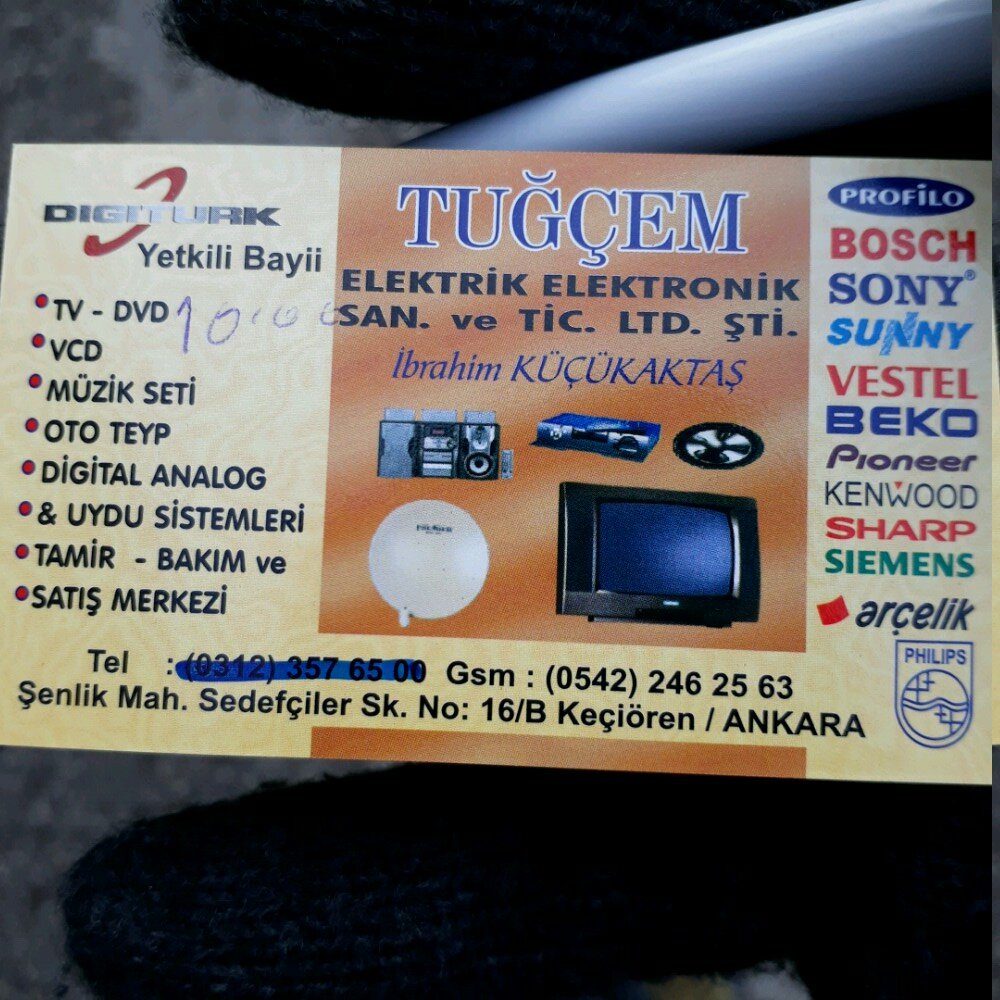 DIGITURK
Yetkili Bayii
TV - DVD
VCD
MÜZİK SETİ
OTO TEYP
DİGİTAL ANALOG
& UYDU SİSTEMLERİ
TAMİR - BAKIM ve
SATIŞ MERKEZİ
TUĞÇEM
ELEKTRİK ELEKTRONİK
SAN. ve TİC. LTD. ŞTİ.
İbrahim KÜÇÜKAKTAŞ
PROFİLO
BOSCH
SONY®
SUNNY
VESTEL
BEKO
Pioneer
KENWOOD
SHARP
SIEMENS
arçelik
PHILIPS
Tel : (0312) 357 65 00 Gsm : (0542) 246 25 63
Şenlik Mah. Sedefçiler Sk. No: 16/B Keçiören / ANKARA